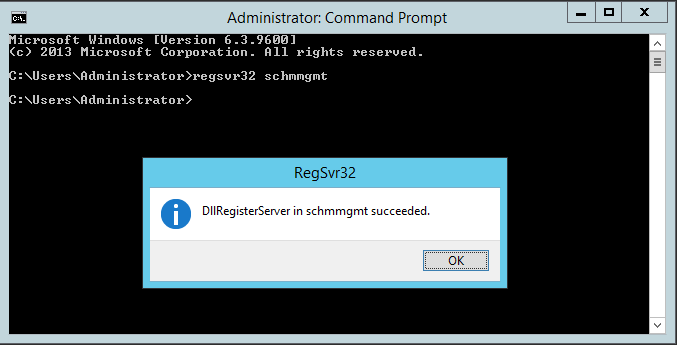 Administrator: Command Prompt
Microsoft Windows [Version 6.3.9600]
(c) 2013 Microsoft Corporation. All rights reserved.
C:\Users\Administrator>regsvr32 schmmgmt
C:\Users\Administrator>
RegSvr32
DllRegisterServer in schmmgmt succeeded.
OK